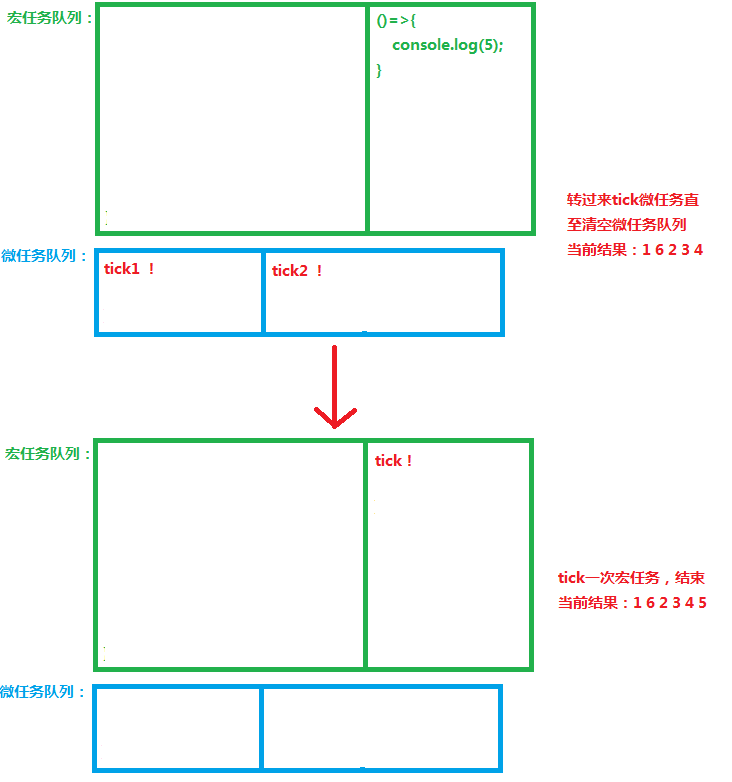 宏任务队列：
()=>{
console.log(5);
}
转过来tick微任务直
至清空微任务队列
当前结果：1 6 2 3 4
微任务队列：
tick1 ！
tick2 ！
宏任务队列：
tick！
tick一次宏任务，结束
当前结果：1 6 2 3 4 5
微任务队列：